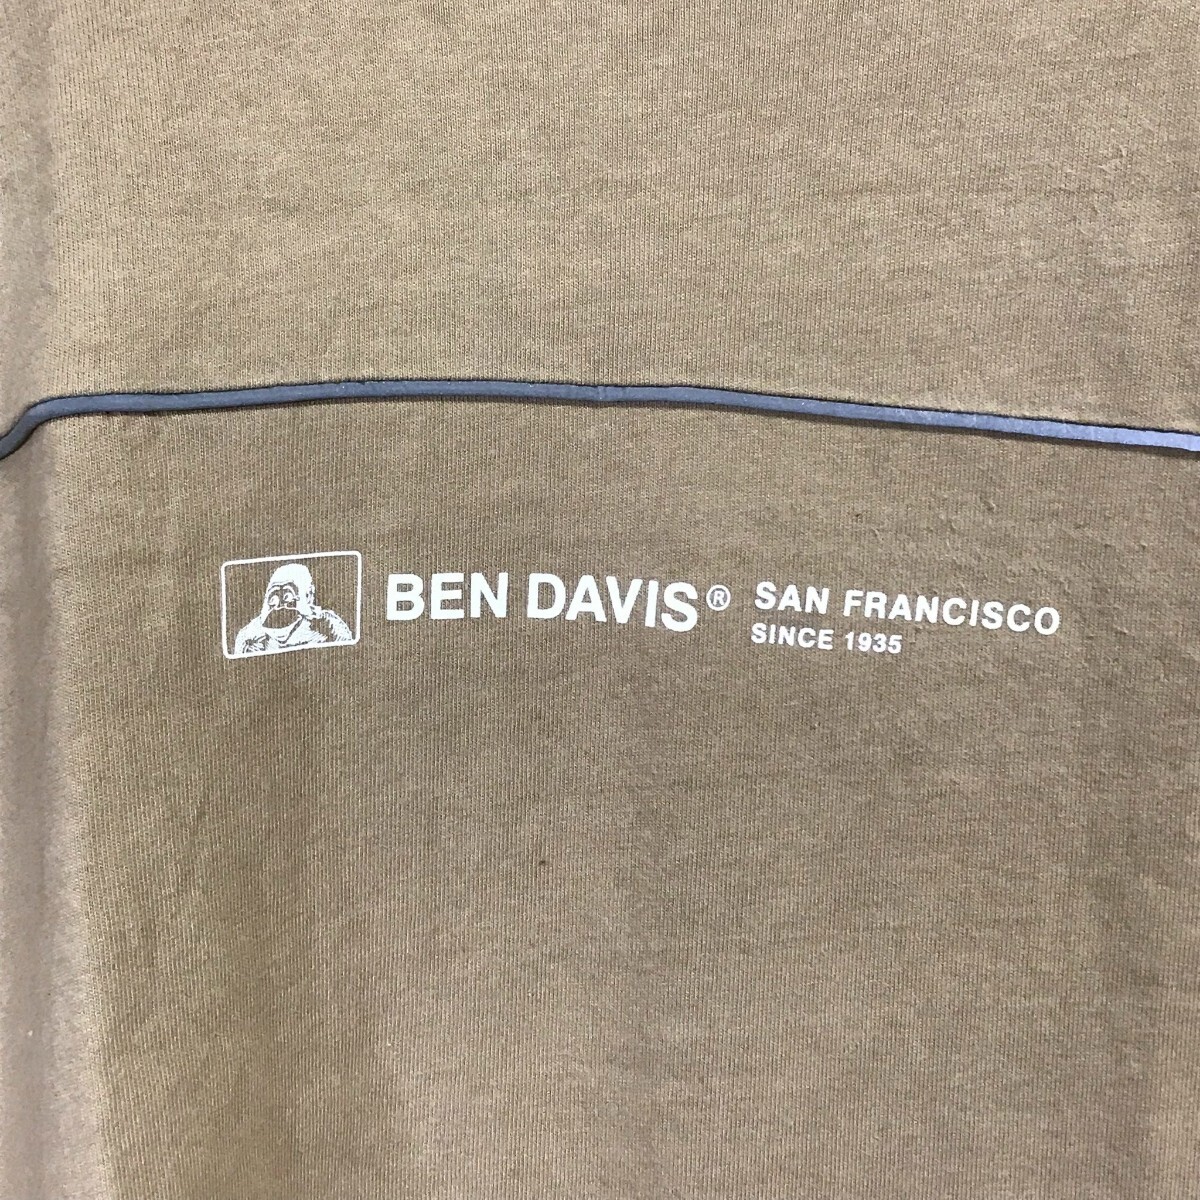 BEN DAVIS® SAN FRANCISCO
SINCE 1935